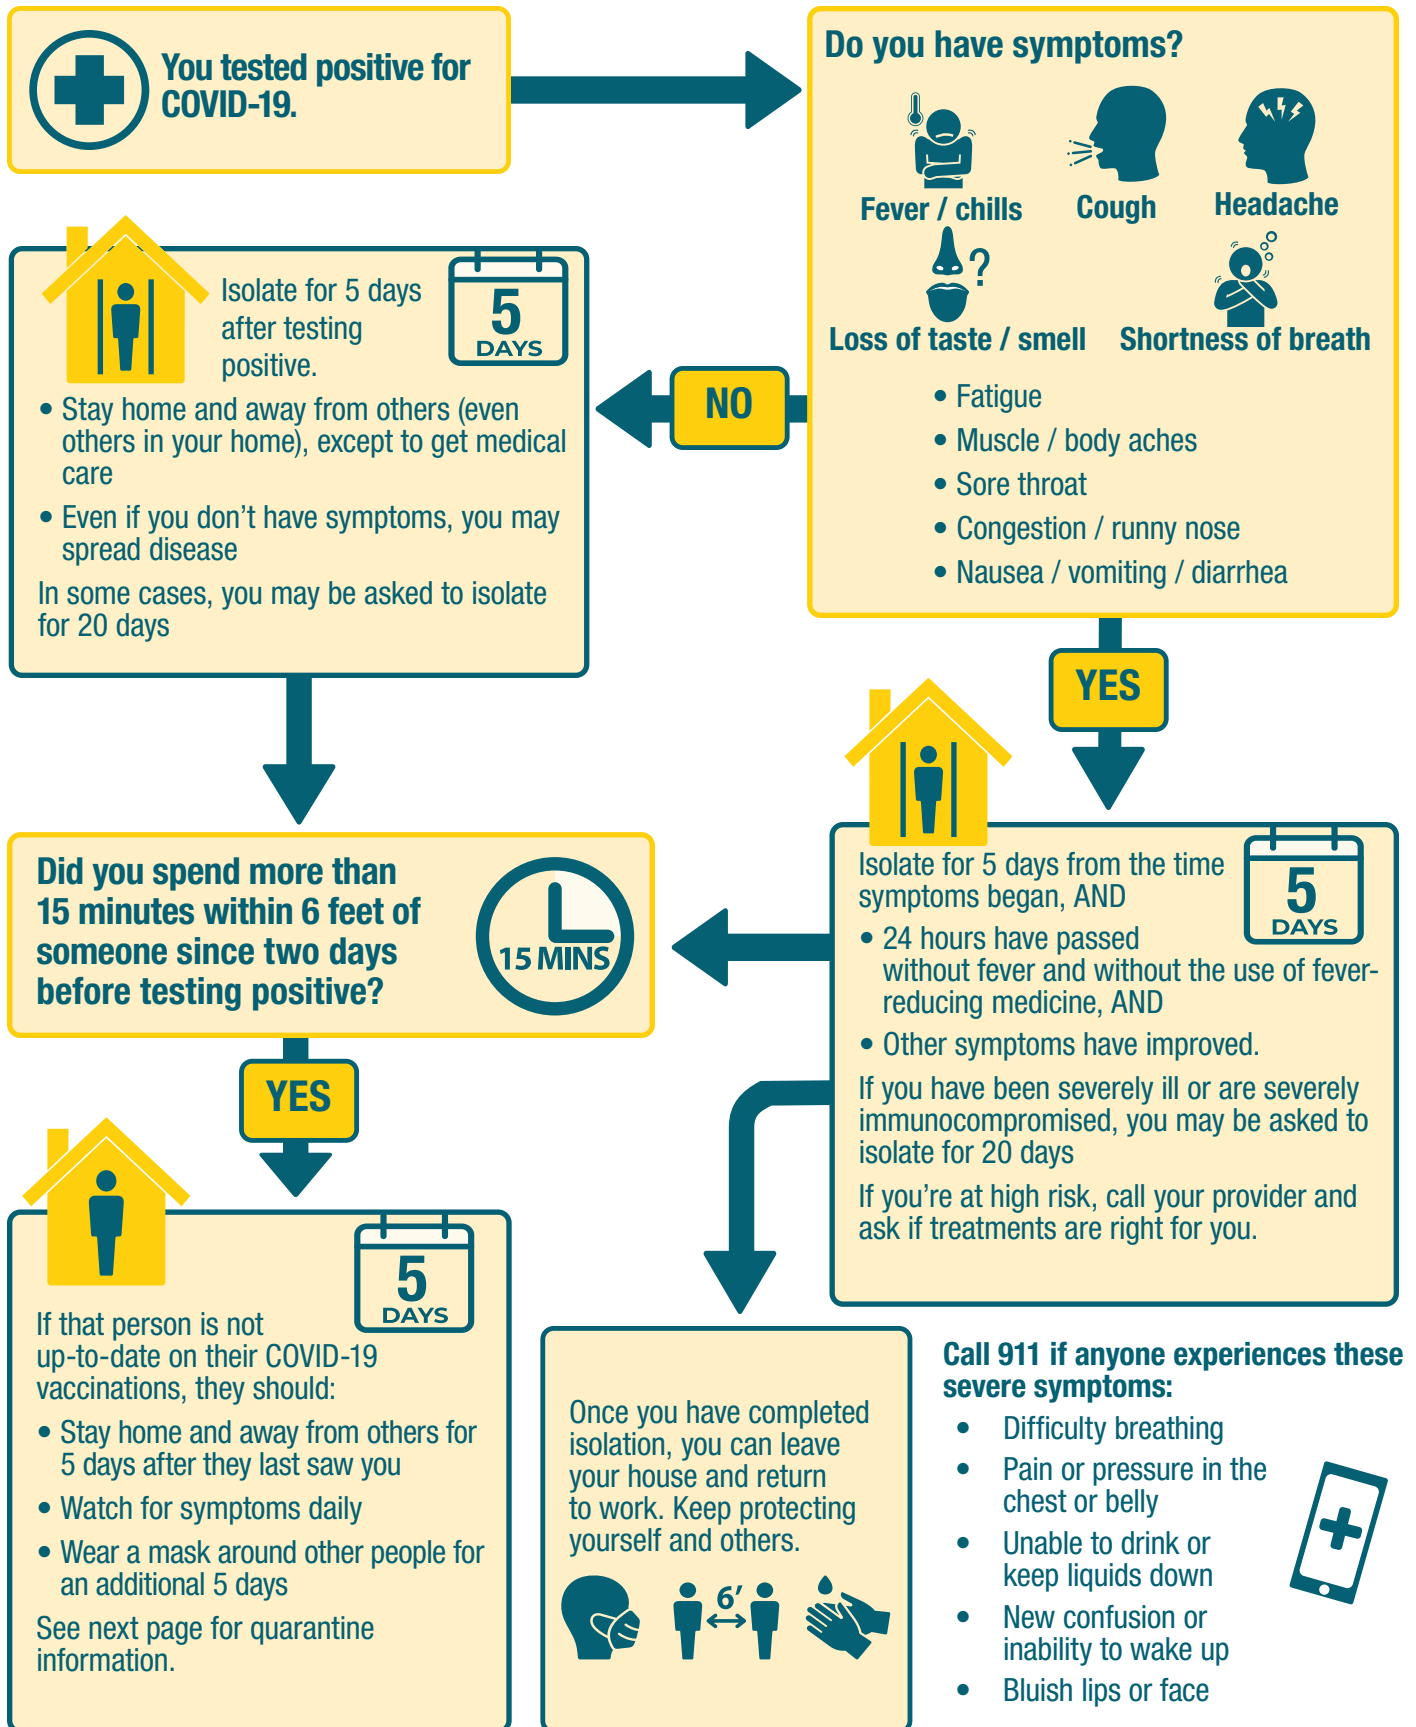 You tested positive for
COVID-19.
Do you have symptoms?
Fever / chills
Cough
Headache
?
Loss of taste / smell
Shortness of breath
• Fatigue
• Muscle / body aches
• Sore throat
• Congestion / runny nose
• Nausea / vomiting / diarrhea
NO
Isolate for 5 days
after testing
positive.
5
DAYS
• Stay home and away from others (even
others in your home), except to get medical
care
• Even if you don't have symptoms, you may
spread disease
In some cases, you may be asked to isolate
for 20 days
YES
Isolate for 5 days from the time
symptoms began, AND
5
DAYS
• 24 hours have passed
without fever and without the use of fever-
reducing medicine, AND
• Other symptoms have improved.
If you have been severely ill or are severely
immunocompromised, you may be asked to
isolate for 20 days
If you're at high risk, call your provider and
ask if treatments are right for you.
Did you spend more than
15 minutes within 6 feet of
someone since two days
before testing positive?
15 MINS
YES
5
DAYS
If that person is not
up-to-date on their COVID-19
vaccinations, they should:
• Stay home and away from others for
5 days after they last saw you
• Watch for symptoms daily
• Wear a mask around other people for
an additional 5 days
See next page for quarantine
information.
Once you have completed
isolation, you can leave
your house and return
to work. Keep protecting
yourself and others.
6'
Call 911 if anyone experiences these
severe symptoms:
• Difficulty breathing
• Pain or pressure in the
chest or belly
• Unable to drink or
keep liquids down
• New confusion or
inability to wake up
• Bluish lips or face